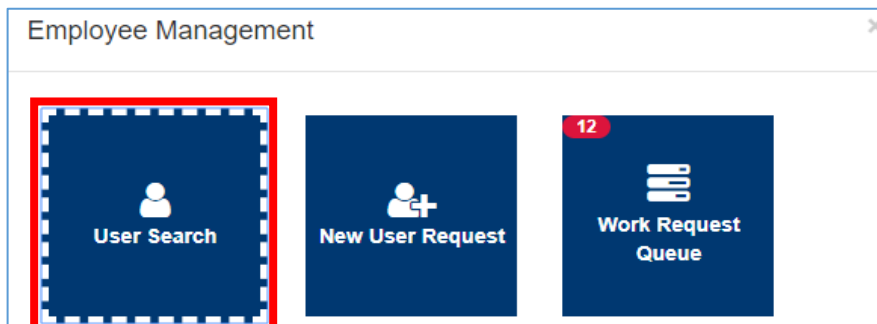 Employee Management
×
User Search
New User Request
12
Work Request
Queue